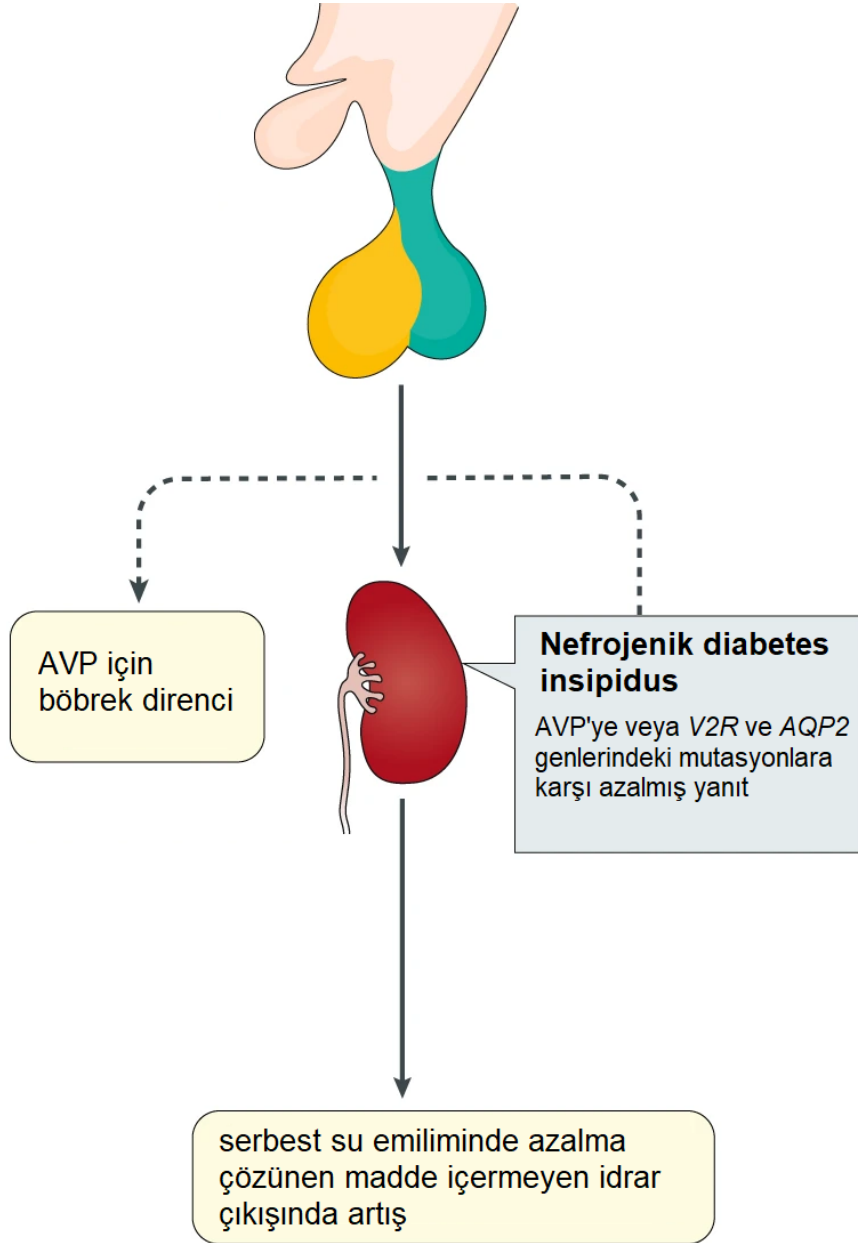 AVP için
böbrek direnci
Nefrojenik diabetes
insipidus
AVP'ye veya V2R ve AQP2
genlerindeki mutasyonlara
karşı azalmış yanıt
serbest su emiliminde azalma
çözünen madde içermeyen idrar
çıkışında artış